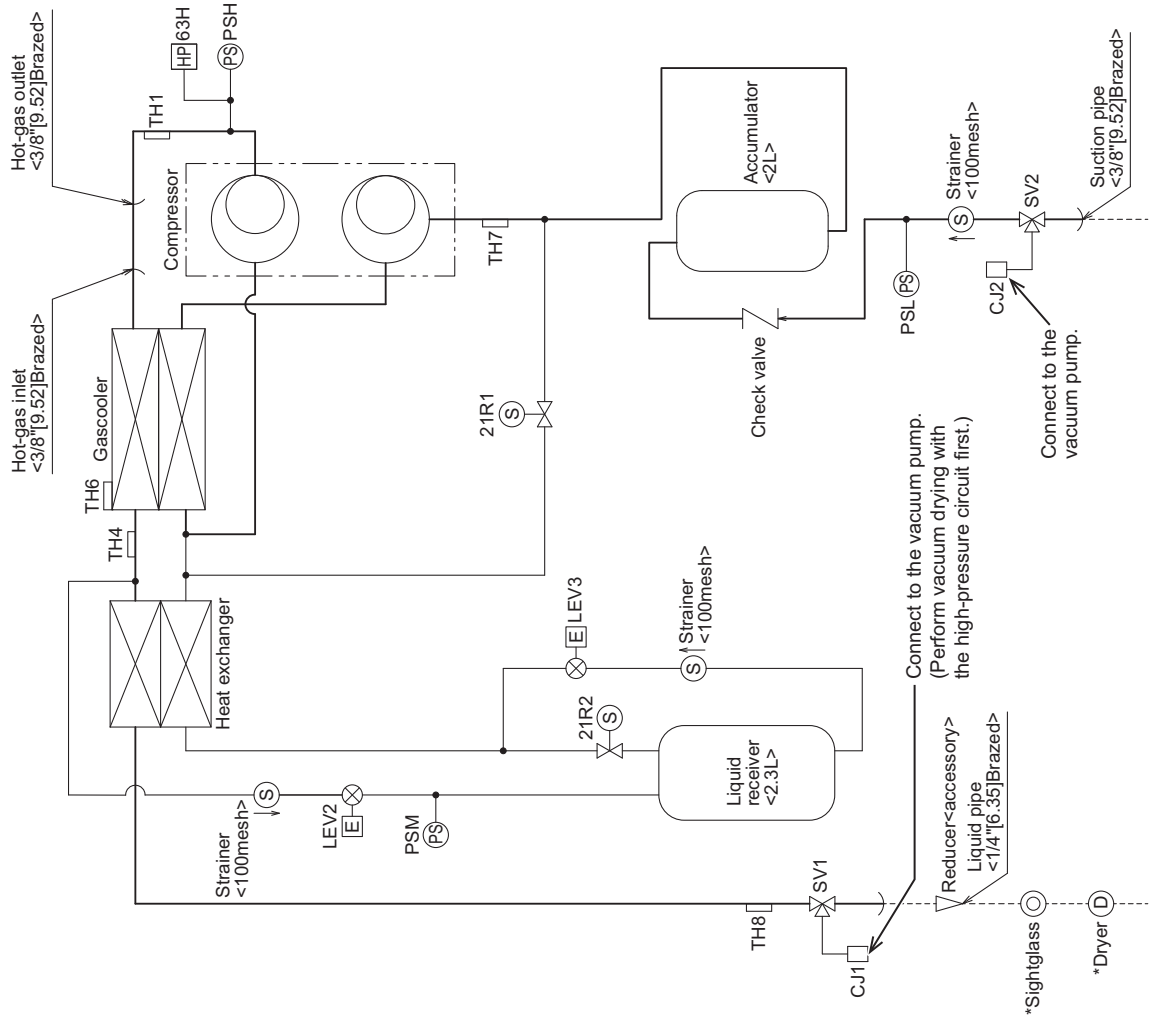 Hot-gas outlet
<3/8"[9.52]Brazed>
Hot-gas inlet
<3/8"[9.52]Brazed>
HP
63H
PS
PSH
TH1
Compressor
Gascooler
TH6
TH4
TH7
Heat exchanger
21R1
S
Accumulator
<2L>
Check valve
PSL
PS
Strainer
<100mesh>
S
SV2
CJ2
Suction pipe
<3/8"[9.52]Brazed>
Connect to the
vacuum pump.
E
LEV3
Strainer
<100mesh>
S
21R2
S
Liquid
receiver
<2.3L>
Strainer
<100mesh>
S
LEV2
E
PSM
PS
TH8
SV1
CJ1
Connect to the vacuum pump.
(Perform vacuum drying with
the high-pressure circuit first.)
Reducer<accessory>
Liquid pipe
<1/4"[6.35]Brazed>
*Sightglass
*Dryer
D